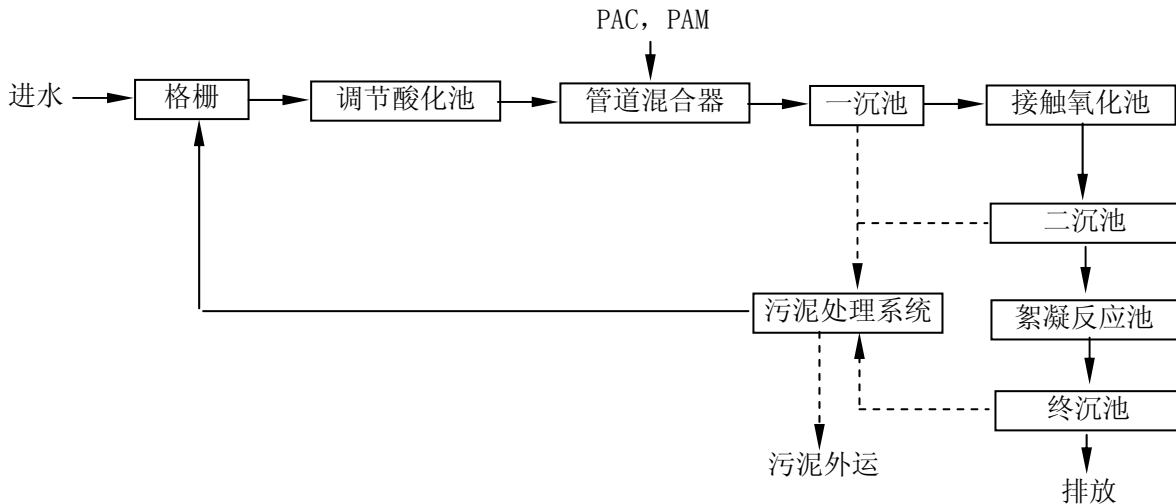 PAC，PAM
进水
格栅
调节酸化池
管道混合器
一沉池
接触氧化池
二沉池
污泥处理系统
絮凝反应池
终沉池
污泥外运
排放